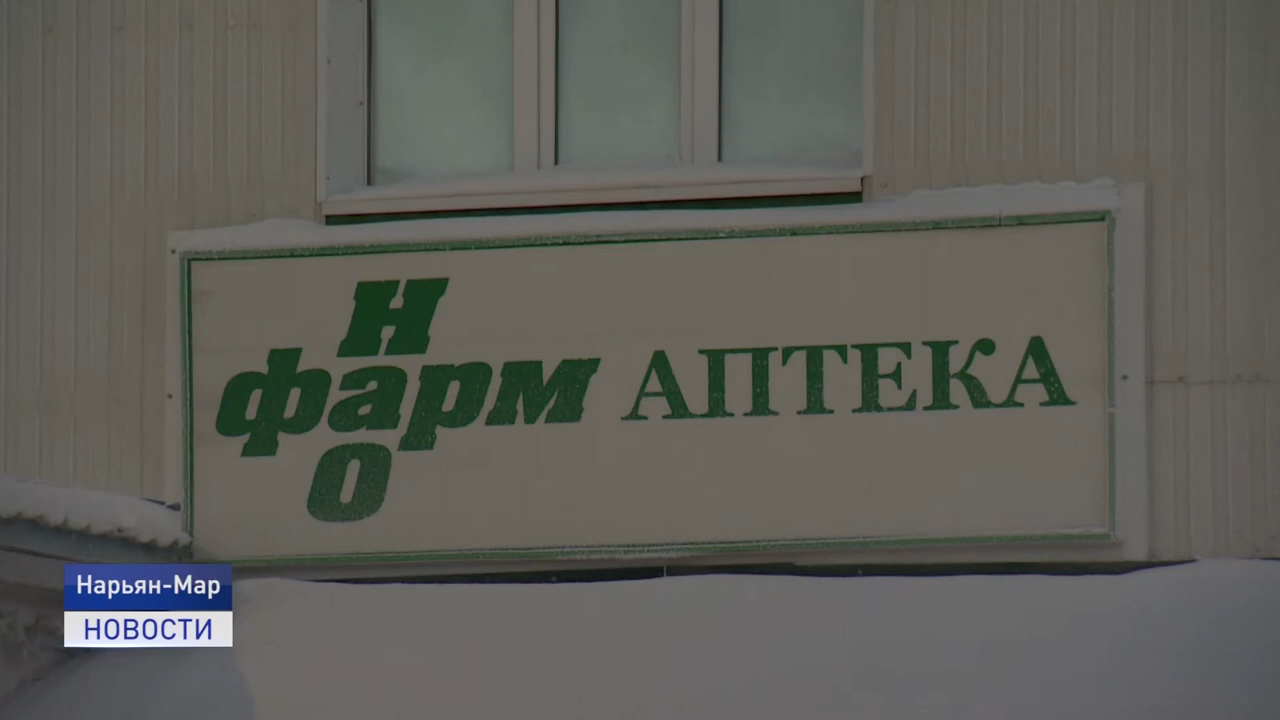 Н
фарм АПТЕКА
О
Нарьян-Мар
НОВОСТИ